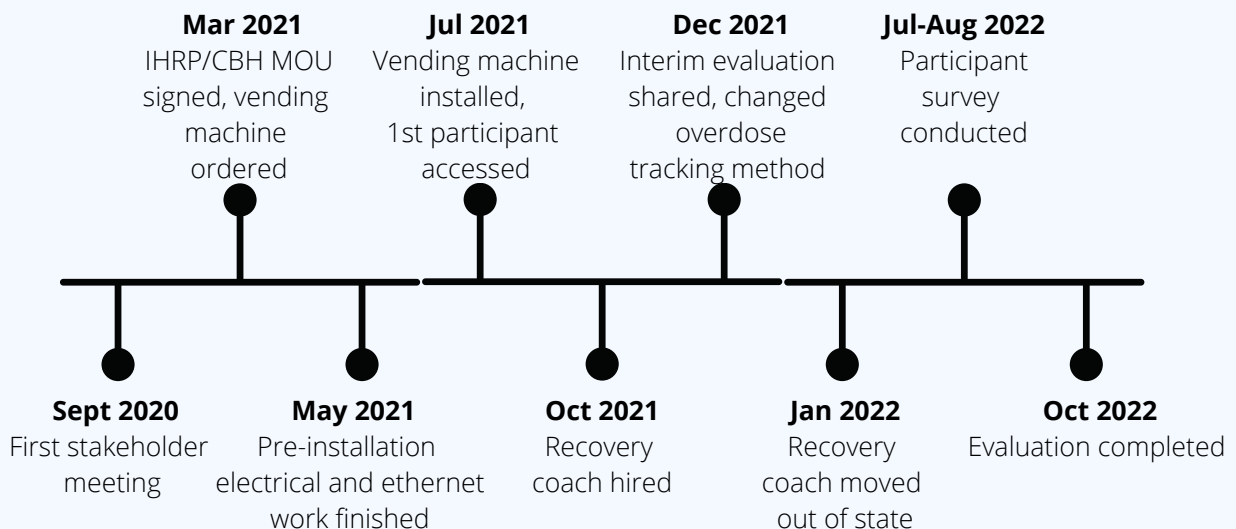 Mar 2021
IHRP/CBH MOU
signed, vending
machine
ordered
Jul 2021
Vending machine
installed,
1st participant
accessed
Dec 2021
Interim evaluation
shared, changed
overdose
tracking method
Jul-Aug 2022
Participant
survey
conducted
Sept 2020
First stakeholder
meeting
May 2021
Pre-installation
electrical and ethernet
work finished
Oct 2021
Recovery
coach hired
Jan 2022
Recovery
coach moved
out of state
Oct 2022
Evaluation completed